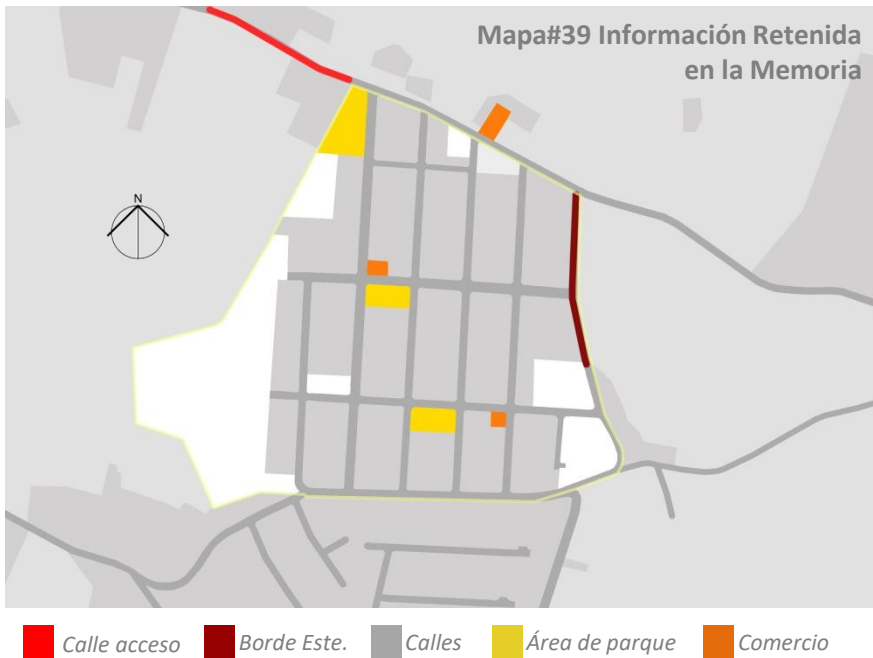 Mapa#39 Información Retenida
en la Memoria
N
Calle acceso
Borde Este.
Calles
Área de parque
Comercio